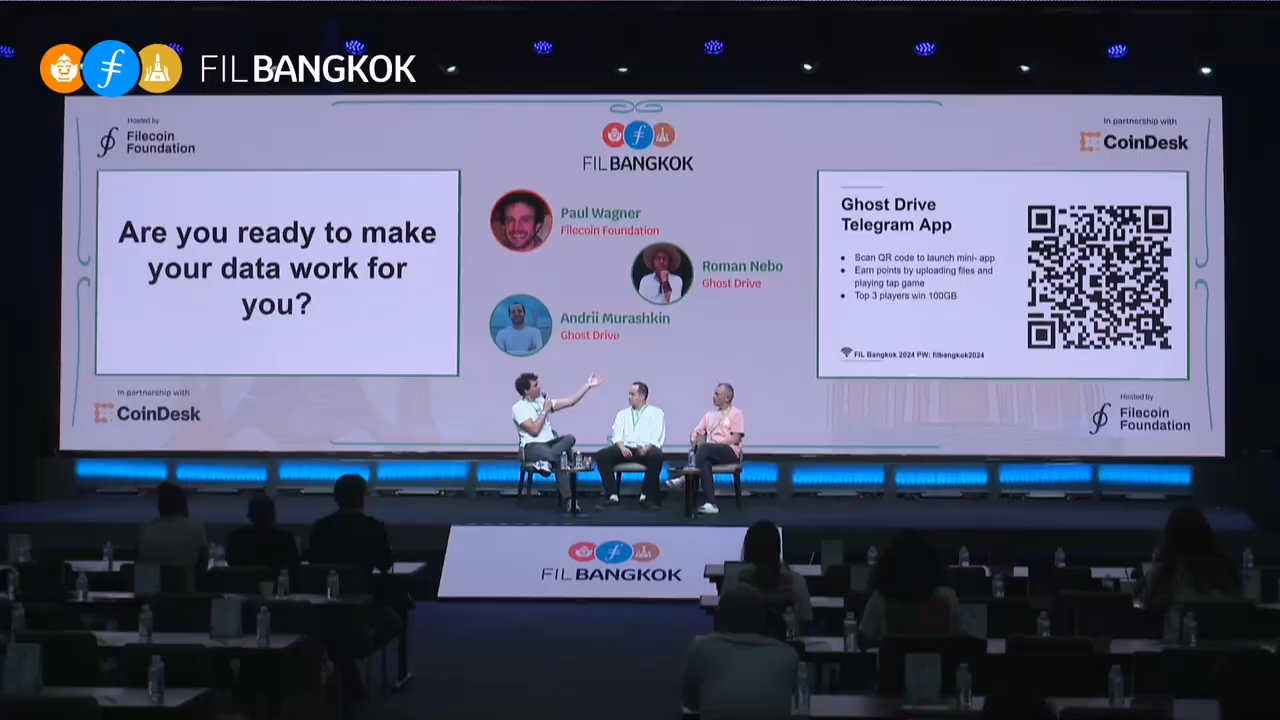 FIL BANGKOK
Hosted by
Filecoin
Foundation
FIL BANGKOK
In partnership with
CoinDesk
Are you ready to make
your data work for
you?
Paul Wagner
Filecoin Foundation
Roman Nebo
Ghost Drive
Andrii Murashkin
Ghost Drive
Ghost Drive
Telegram App
• Scan QR code to launch mini- app
• Earn points by uploading files and
playing tap game
• Top 3 players win 100GB
FIL Bangkok 2024 PW: filbangkok2024
In partnership with
CoinDesk
Hosted by
Filecoin
Foundation
FIL BANGKOK